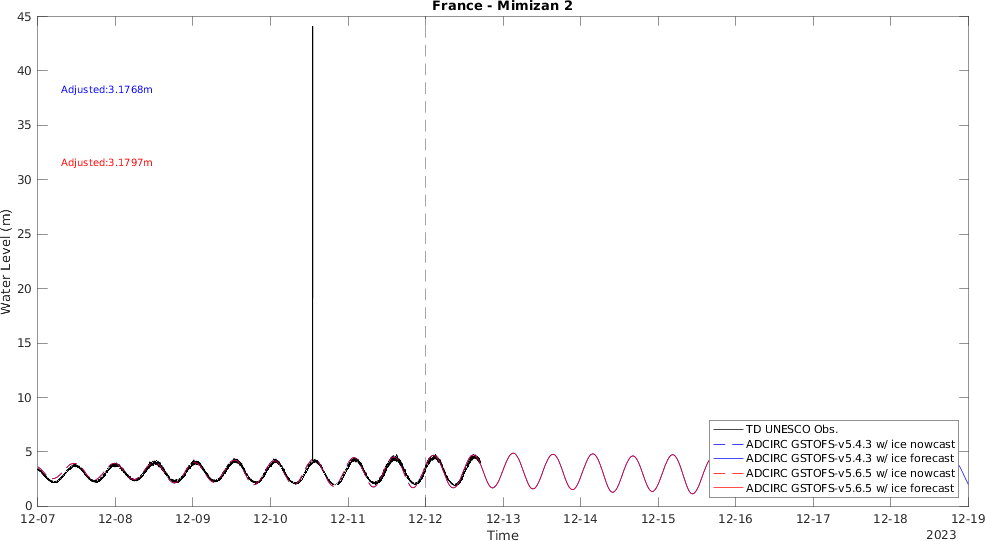 France - Mimizan 2
45
40
35
30
25
20
15
10
5
0
Water Level (m)
Adjusted:3.1768m
Adjusted:3.1797m
TD UNESCO Obs.
ADCIRC GSTOFS-v5.4.3 w/ ice nowcast
ADCIRC GSTOFS-v5.4.3 w/ ice forecast
ADCIRC GSTOFS-v5.6.5 w/ ice nowcast
ADCIRC GSTOFS-v5.6.5 w/ ice forecast
12-07 12-08 12-09 12-10 12-11 12-12 12-13 12-14 12-15 12-16 12-17 12-18 12-19
Time
2023